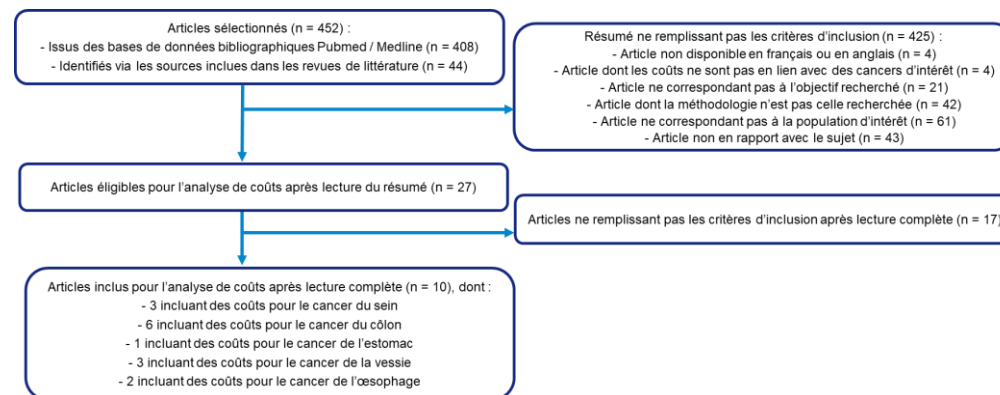 Articles sélectionnés (n = 452) :
- Issus des bases de données bibliographiques Pubmed / Medline (n = 408)
- Identifiés via les sources inclues dans les revues de littérature (n = 44)
Résumé ne remplissant pas les critères d’inclusion (n = 425) :
- Article non disponible en français ou en anglais (n = 4)
- Article dont les coûts ne sont pas en lien avec des cancers d’intérêt (n = 4)
- Article ne correspondant pas à l’objectif recherché (n = 21)
- Article dont la méthodologie n’est pas celle recherchée (n = 42)
- Article ne correspondant pas à la population d’intérêt (n = 61)
- Article non en rapport avec le sujet (n = 43)
Articles éligibles pour l’analyse de coûts après lecture du résumé (n = 27)
Articles ne remplissant pas les critères d’inclusion après lecture complète (n = 17)
Articles inclus pour l’analyse de coûts après lecture complète (n = 10), dont :
- 3 incluant des coûts pour le cancer du sein
- 6 incluant des coûts pour le cancer du côlon
- 1 incluant des coûts pour le cancer de l’estomac
- 3 incluant des coûts pour le cancer de la vessie
- 2 incluant des coûts pour le cancer de l’œsophage